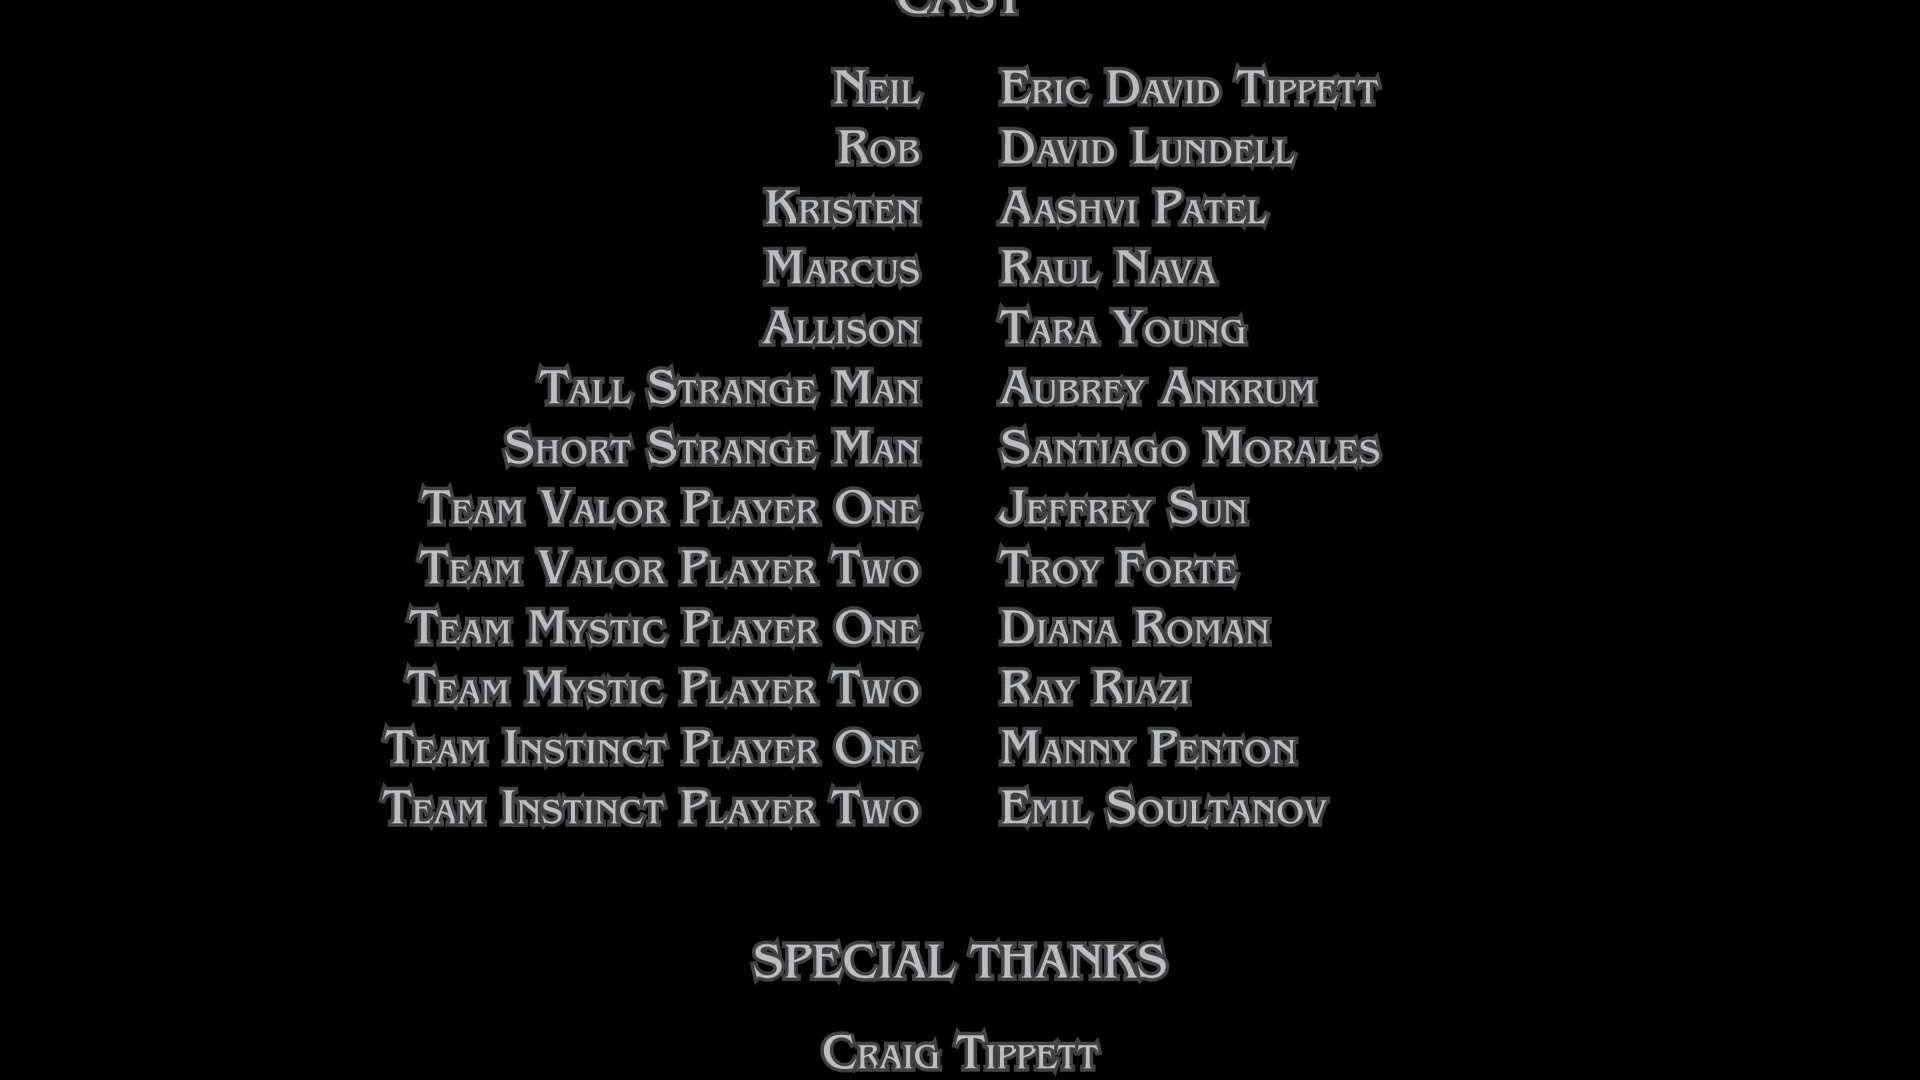 CAST
Neil Eric David Tippett
Rob David Lundell
Kristen Aashvi Patel
Marcus Raul Nava
Allison Tara Young
Tall Strange Man Aubrey Ankrum
Short Strange Man Santiago Morales
Team Valor Player One Jeffrey Sun
Team Valor Player Two Troy Forte
Team Mystic Player One Diana Roman
Team Mystic Player Two Ray Riazi
Team Instinct Player One Manny Penton
Team Instinct Player Two Emil Soultanov
SPECIAL THANKS
Craig Tippett